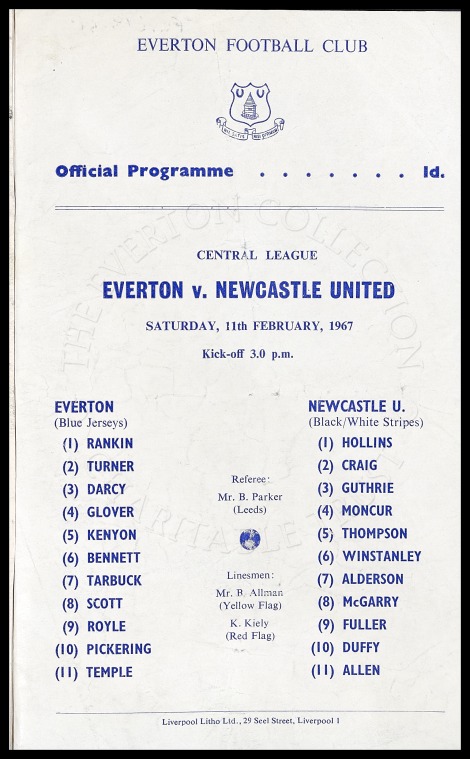 EVERTON FOOTBALL CLUB
Official Programme . . . . . . . 1d.
CENTRAL LEAGUE
EVERTON v. NEWCASTLE UNITED
SATURDAY, 11th FEBRUARY, 1967
Kick-off 3.0 p.m.
EVERTON
(Blue Jerseys)
(1) RANKIN
(2) TURNER
(3) DARCY
(4) GLOVER
(5) KENYON
(6) BENNETT
(7) TARBUCK
(8) SCOTT
(9) ROYLE
(10) PICKERING
(11) TEMPLE
Referee:
Mr. B. Parker
(Leeds)
Linesmen:
Mr. B. Allman
(Yellow Flag)
K. Kiely
(Red Flag)
NEWCASTLE U.
(Black/White Stripes)
(1) HOLLINS
(2) CRAIG
(3) GUTHRIE
(4) MONCUR
(5) THOMPSON
(6) WINSTANLEY
(7) ALDERSON
(8) McGARRY
(9) FULLER
(10) DUFFY
(11) ALLEN
Liverpool Litho Ltd., 29 Seel Street, Liverpool 1
THE EVERTON COLLECTION
CHARITABLE